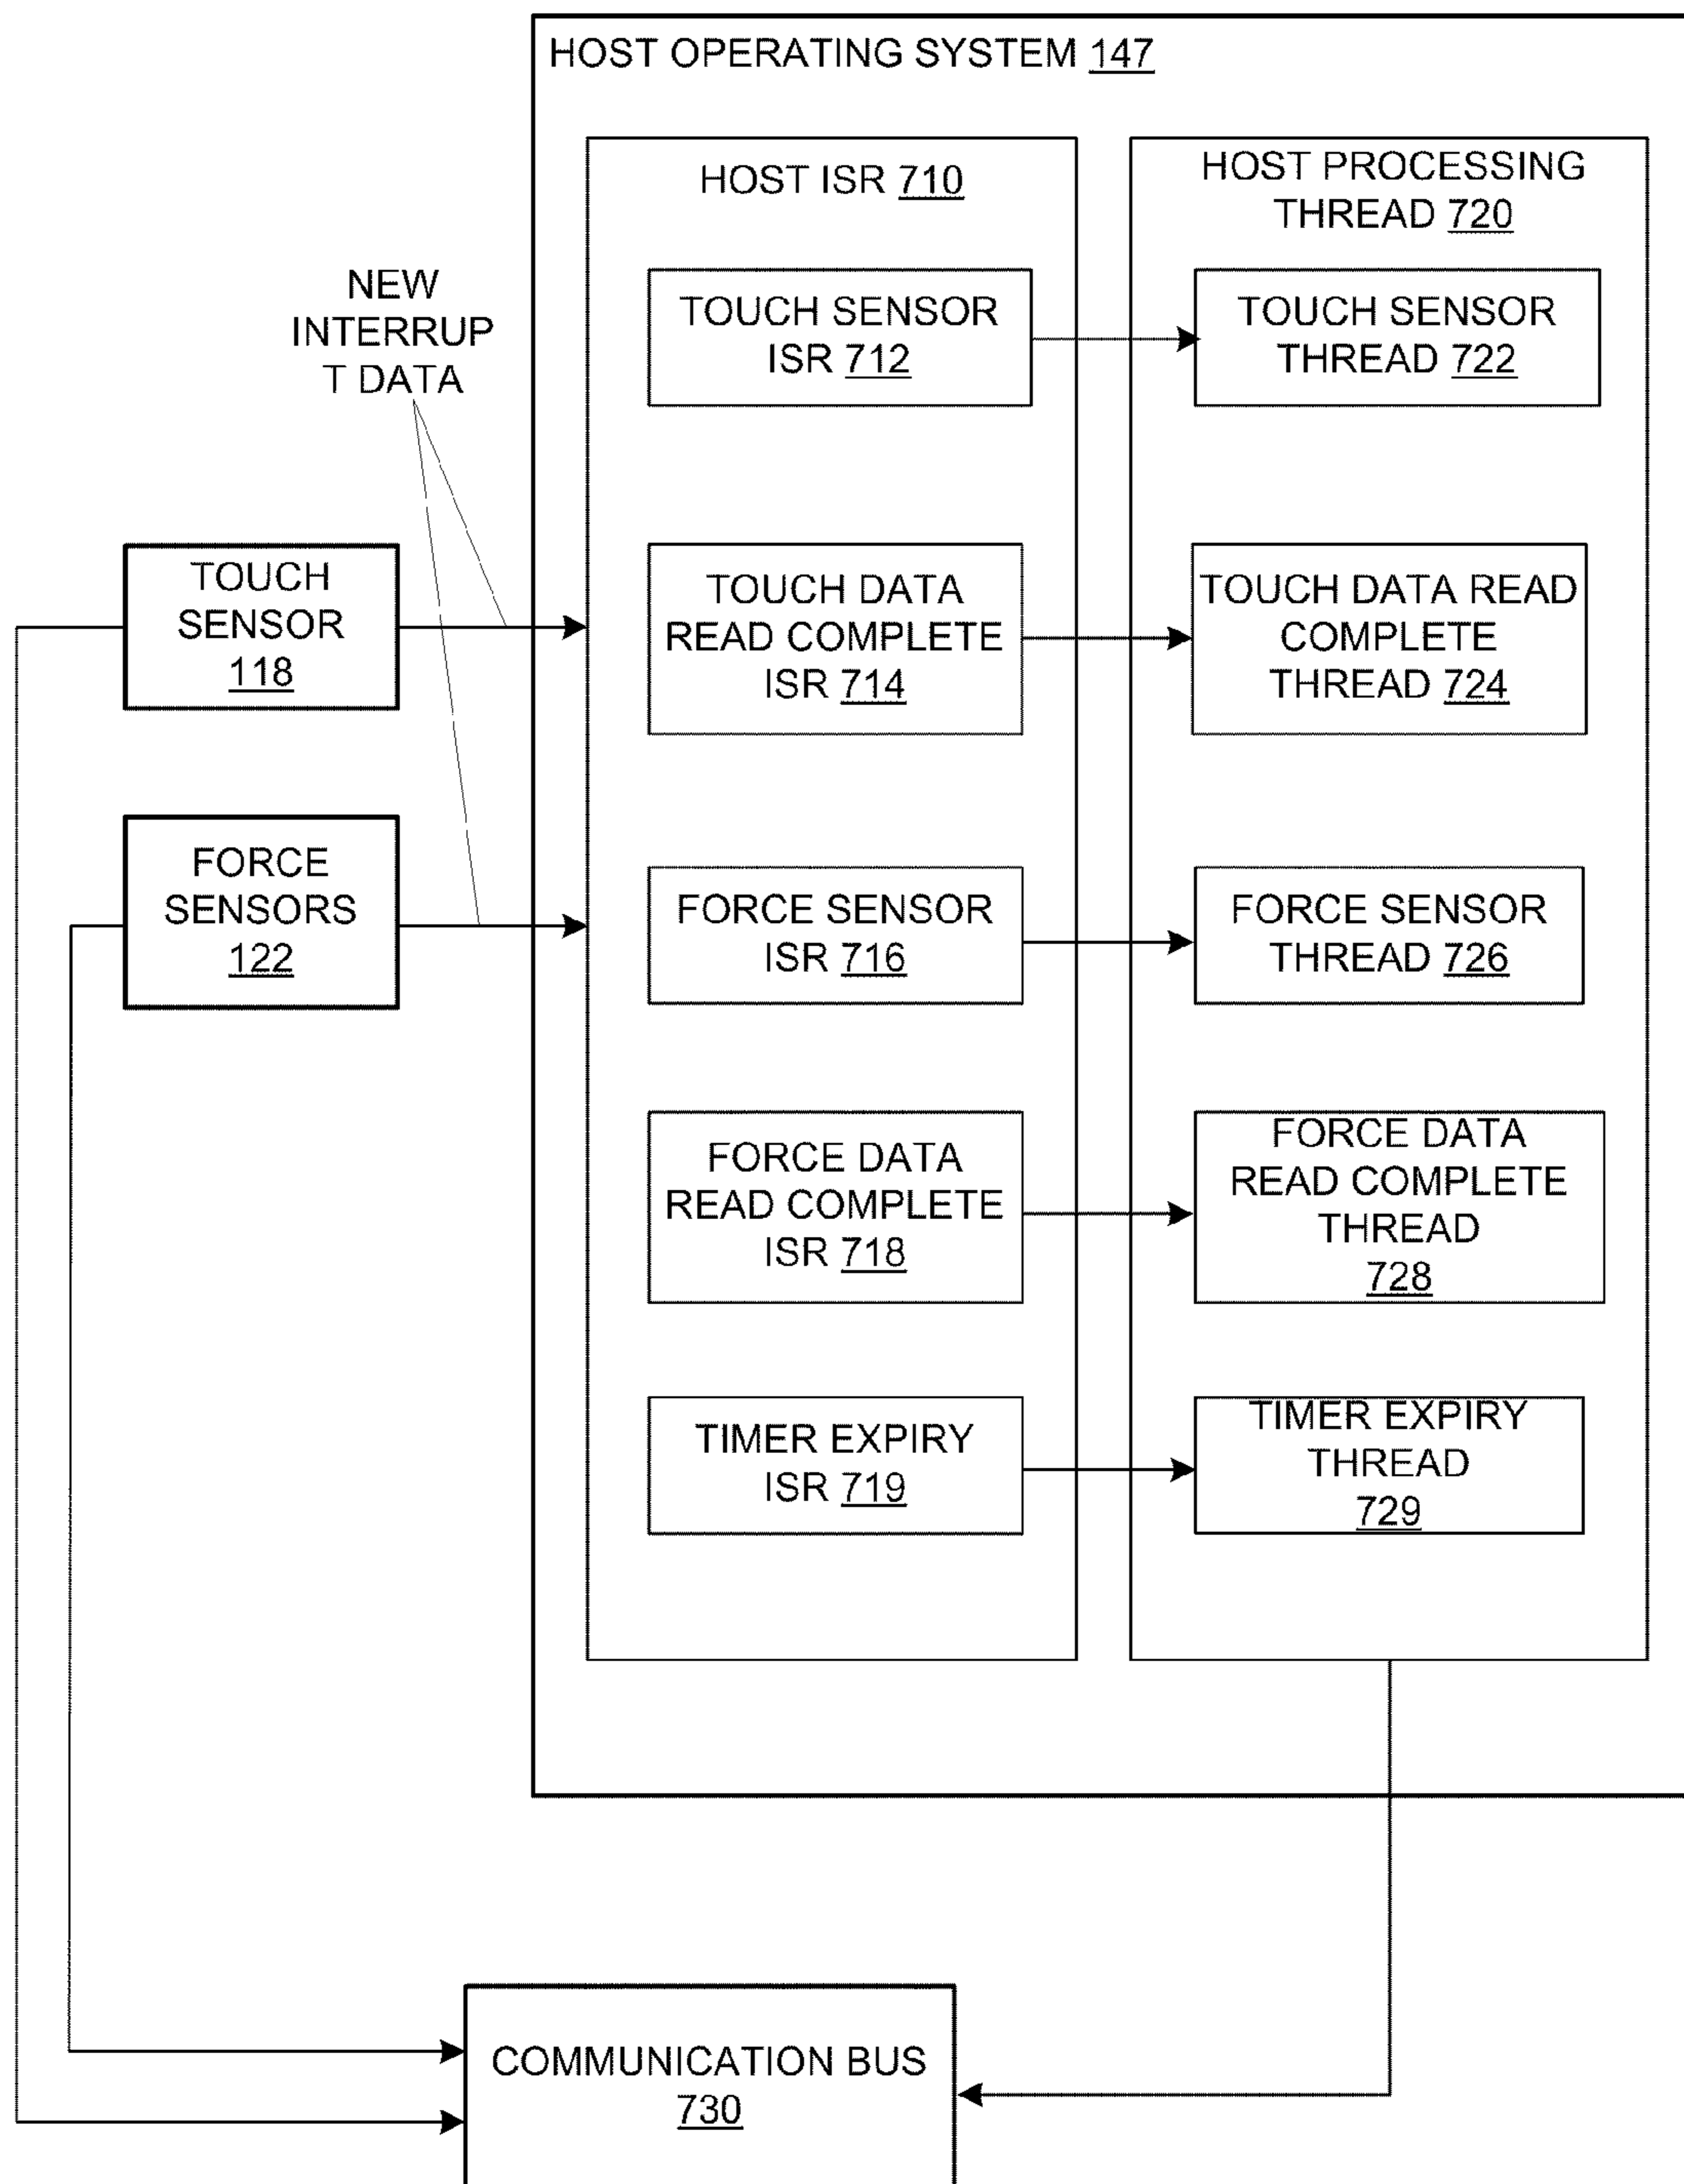 HOST OPERATING SYSTEM 147
HOST ISR 710
HOST PROCESSING
THREAD 720
NEW
INTERRUP
T DATA
TOUCH SENSOR
ISR 712
TOUCH SENSOR
THREAD 722
TOUCH
SENSOR
118
TOUCH DATA
READ COMPLETE
ISR 714
TOUCH DATA READ
COMPLETE
THREAD 724
FORCE
SENSORS
122
FORCE SENSOR
ISR 716
FORCE SENSOR
THREAD 726
FORCE DATA
READ COMPLETE
ISR 718
FORCE DATA
READ COMPLETE
THREAD
728
TIMER EXPIRY
ISR 719
TIMER EXPIRY
THREAD
729
COMMUNICATION BUS
730